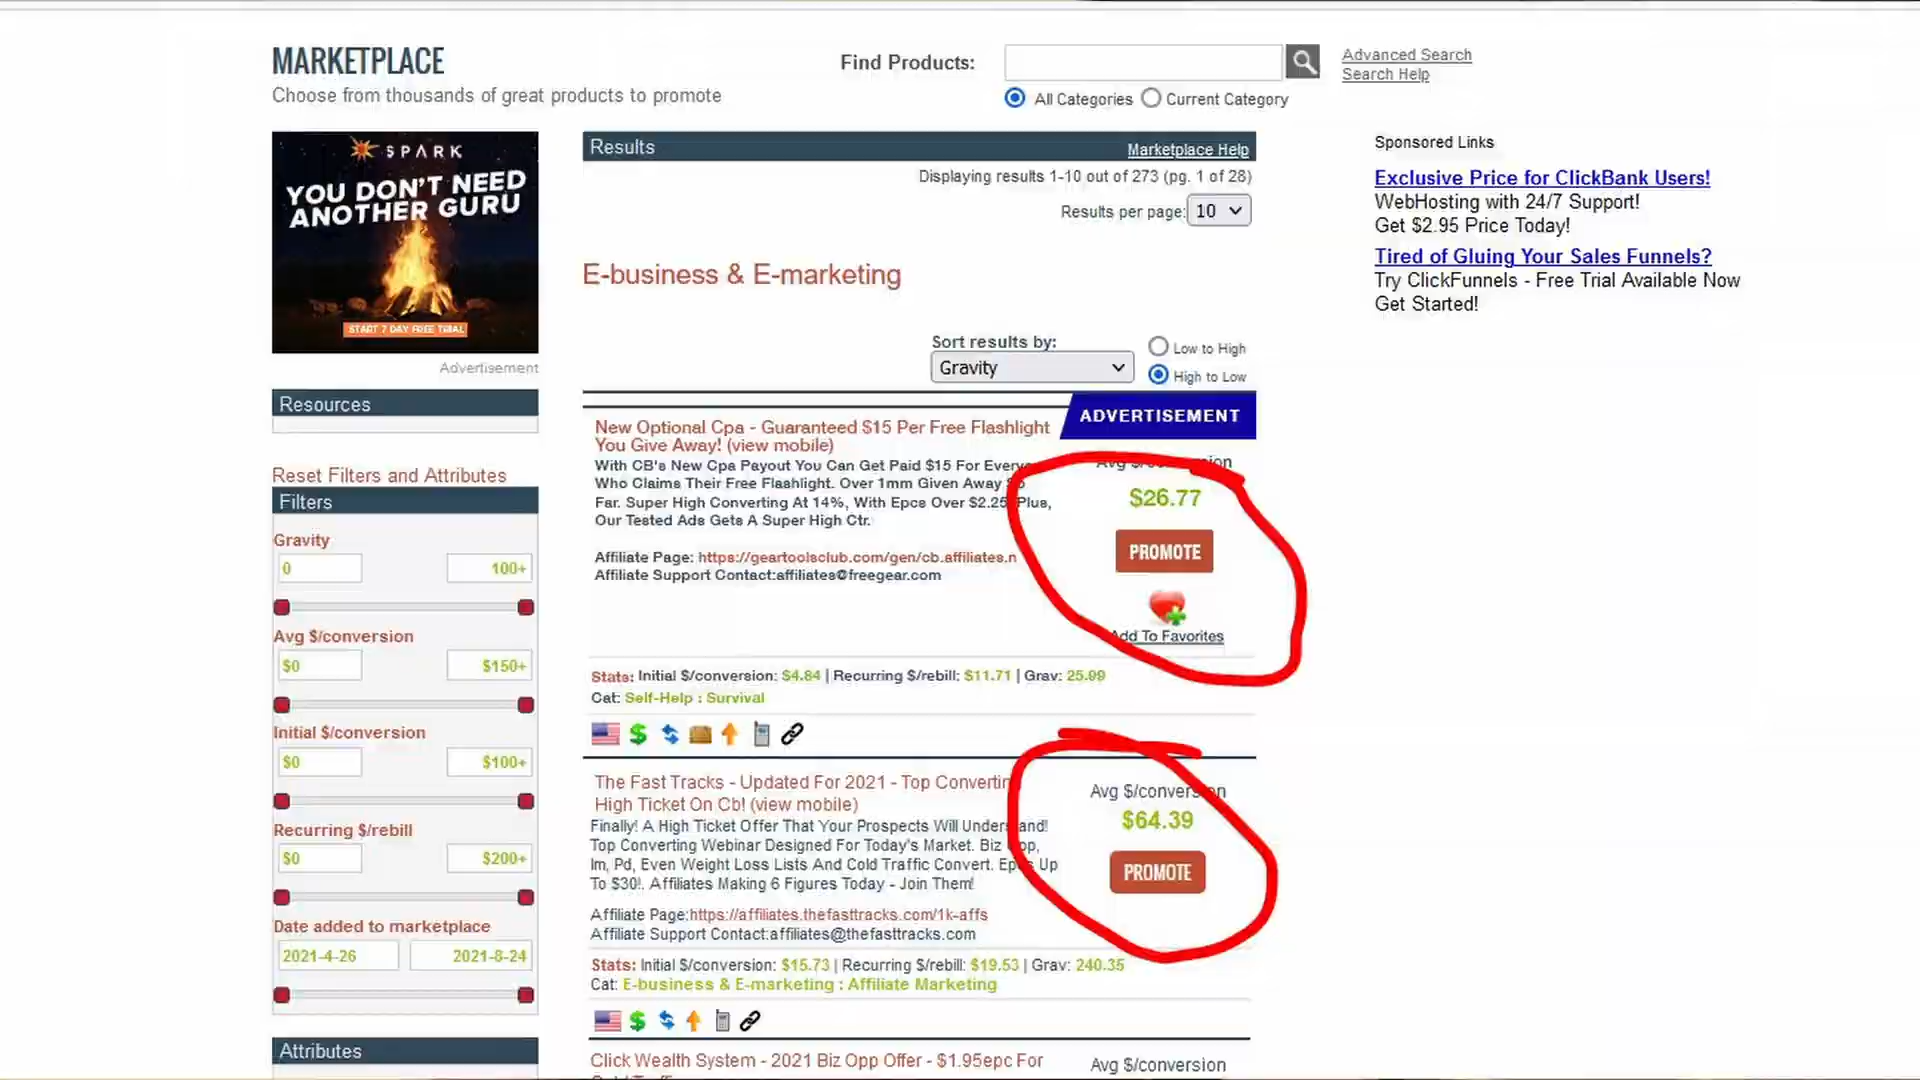 MARKETPLACE
Choose from thousands of great products to promote
Find Products:
Advanced Search
Search Help
All Categories
Current Category
SPARK
YOU DON'T NEED
ANOTHER GURU
START 7 DAY FREE TRIAL
Advertisement
Resources
Reset Filters and Attributes
Filters
Gravity
0
100+
Avg $/conversion
$0
$150+
Initial $/conversion
$0
$100+
Recurring $/rebill
$0
$200+
Date added to marketplace
2021-4-26
2021-8-24
Attributes
Results
Marketplace Help
Displaying results 1-10 out of 273 (pg. 1 of 28)
Results per page: 10
E-business & E-marketing
Sort results by:
Gravity
Low to High
High to Low
ADVERTISEMENT
New Optional Cpa - Guaranteed $15 Per Free Flashlight
You Give Away! (view mobile)
With CB's New Cpa Payout You Can Get Paid $15 For Everyo
Who Claims Their Free Flashlight. Over 1mm Given Away So
Far. Super High Converting At 14%, With Epcs Over $2.25. Plus,
Our Tested Ads Gets A Super High Ctr.
Affiliate Page: https://geartoolsclub.com/gen/cb.affiliates.n
Affiliate Support Contact:affiliates@freegear.com
Avg $/conversion
$26.77
PROMOTE
Add To Favorites
Stats: Initial $/conversion: $4.84 | Recurring $/rebill: $11.71 | Grav: 25.99
Cat: Self-Help : Survival
The Fast Tracks - Updated For 2021 - Top Converting
High Ticket On Cb! (view mobile)
Finally! A High Ticket Offer That Your Prospects Will Understand!
Top Converting Webinar Designed For Today's Market. Biz Opp,
Im, Pd, Even Weight Loss Lists And Cold Traffic Convert. Epcs Up
To $30!. Affiliates Making 6 Figures Today - Join Them!
Affiliate Page:https://affiliates.thefasttracks.com/1k-affs
Affiliate Support Contact:affiliates@thefasttracks.com
Avg $/conversion
$64.39
PROMOTE
Stats: Initial $/conversion: $15.73 | Recurring $/rebill: $19.53 | Grav: 240.35
Cat: E-business & E-marketing : Affiliate Marketing
Click Wealth System - 2021 Biz Opp Offer - $1.95epc For
Avg $/conversion
Sponsored Links
Exclusive Price for ClickBank Users!
WebHosting with 24/7 Support!
Get $2.95 Price Today!
Tired of Gluing Your Sales Funnels?
Try ClickFunnels - Free Trial Available Now
Get Started!